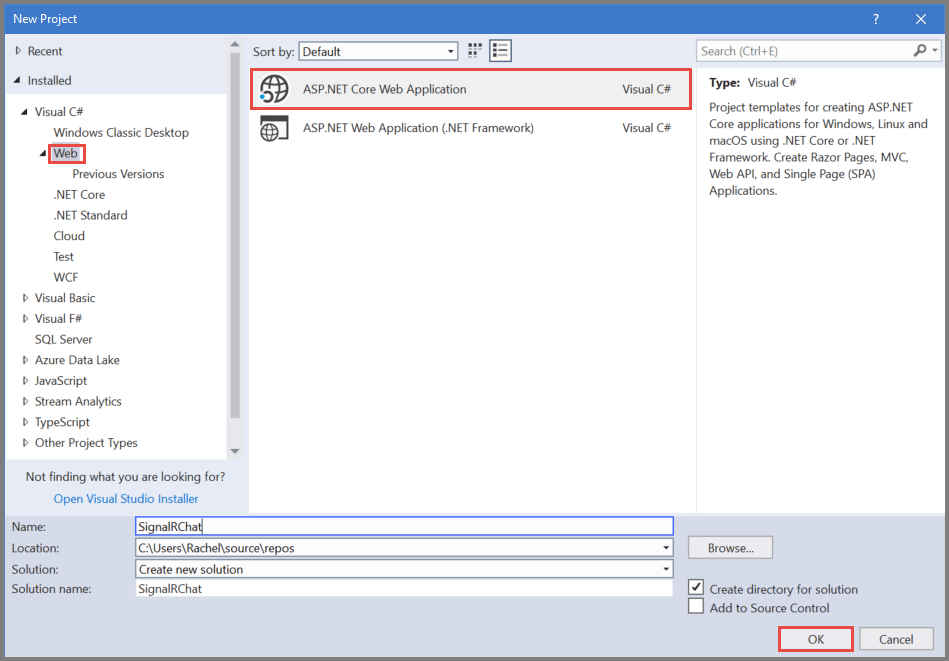 New Project
?
Recent
Installed
Visual C#
Windows Classic Desktop
Web
Previous Versions
.NET Core
.NET Standard
Cloud
Test
WCF
Visual Basic
Visual F#
SQL Server
Azure Data Lake
JavaScript
Stream Analytics
TypeScript
Other Project Types
Not finding what you are looking for?
Open Visual Studio Installer
Sort by: Default
ASP.NET Core Web Application Visual C#
ASP.NET Web Application (.NET Framework) Visual C#
Search (Ctrl+E)
Type: Visual C#
Project templates for creating ASP.NET
Core applications for Windows, Linux and
macOS using .NET Core or .NET
Framework. Create Razor Pages, MVC,
Web API, and Single Page (SPA)
Applications.
Name: SignalRChat
Location: C:\Users\Rachel\source\repos
Browse...
Solution: Create new solution
Solution name: SignalRChat
Create directory for solution
Add to Source Control
OK
Cancel